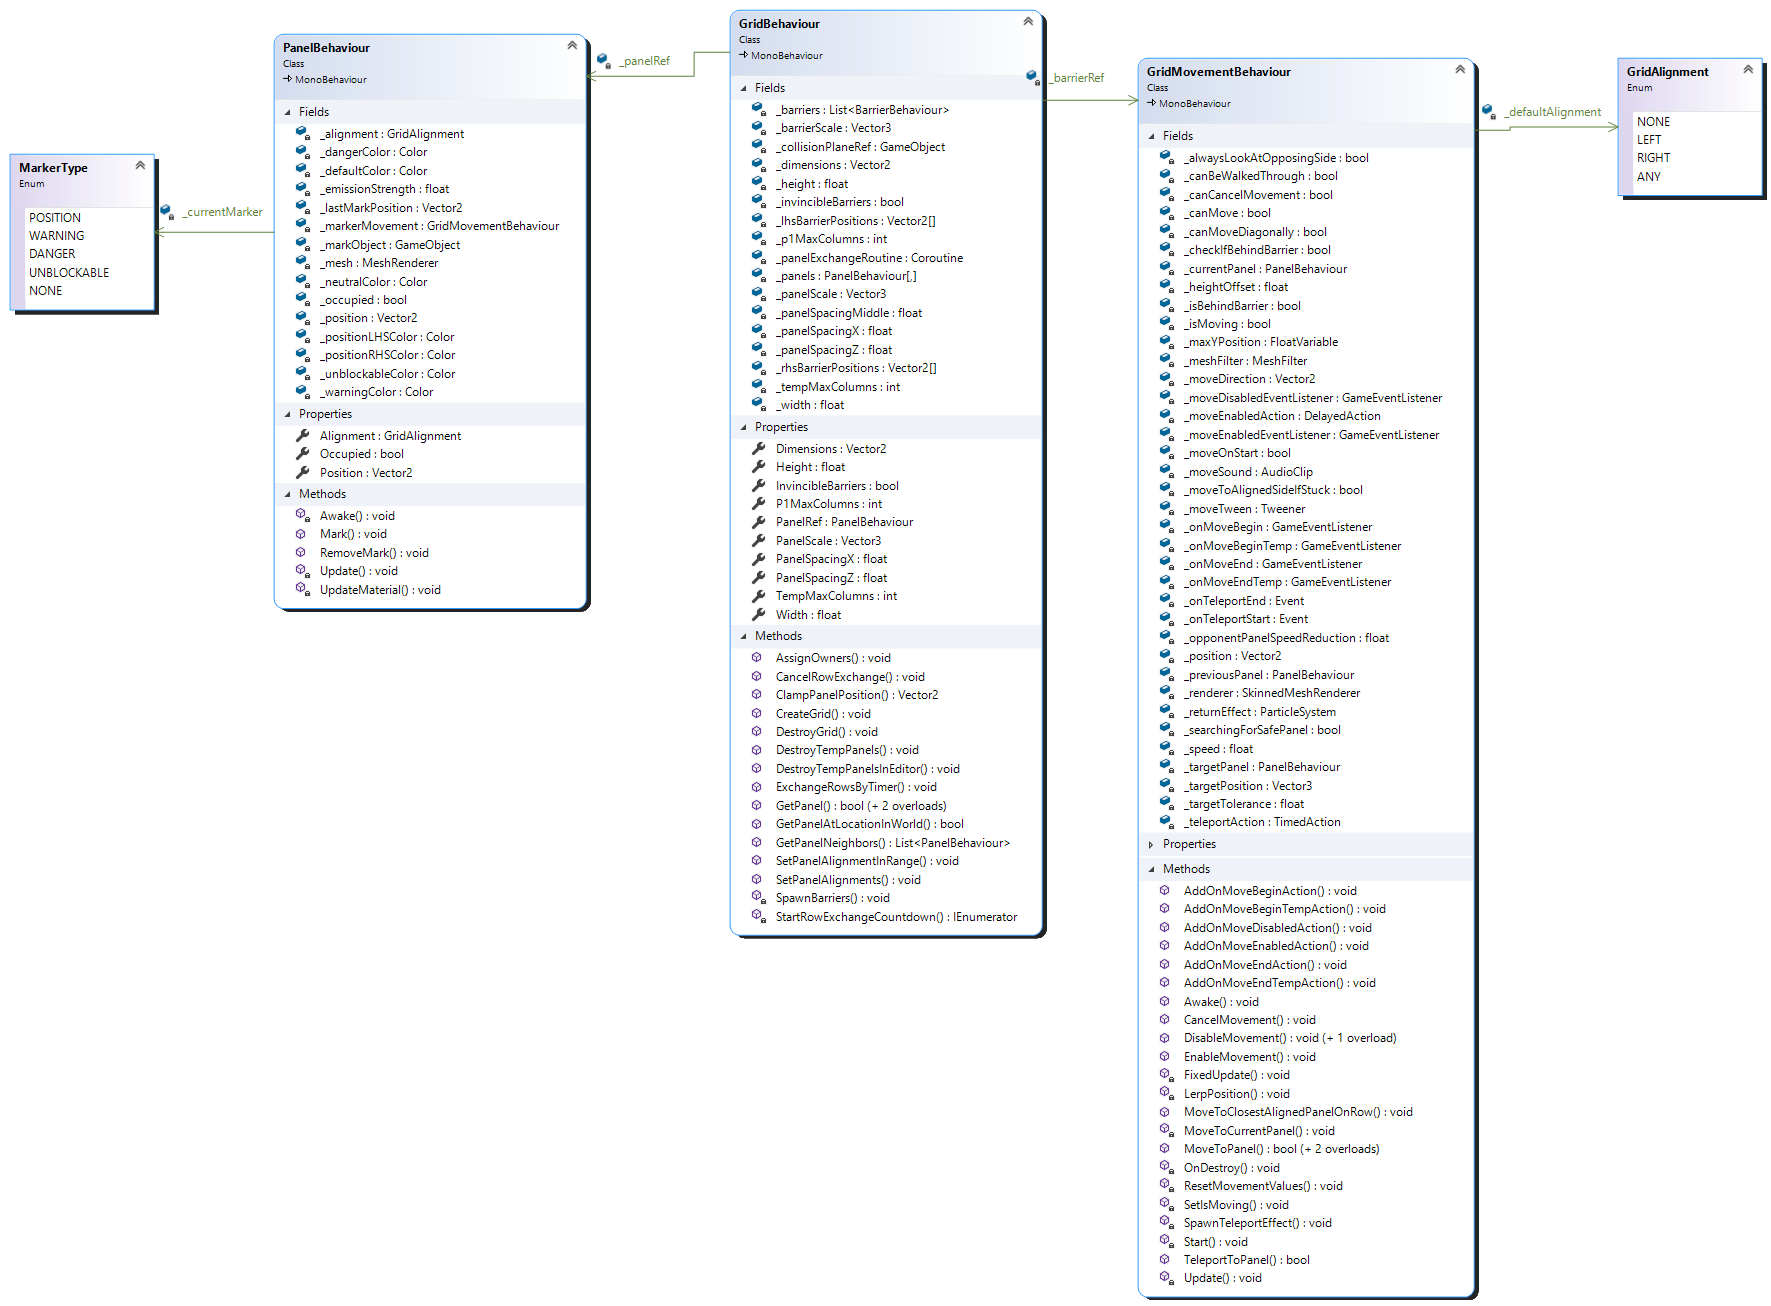 MarkerType
Enum
POSITION
WARNING
DANGER
UNBLOCKABLE
NONE
_currentMarker
PanelBehaviour
Class
MonoBehaviour
Fields
_alignment : GridAlignment
_dangerColor : Color
_defaultColor : Color
_emissionStrength : float
_lastMarkPosition : Vector2
_markerMovement : GridMovementBehaviour
_markObject : GameObject
_mesh : MeshRenderer
_neutralColor : Color
_occupied : bool
_position : Vector2
_positionLHSColor : Color
_positionRHSColor : Color
_unblockableColor : Color
_warningColor : Color
Properties
Alignment : GridAlignment
Occupied : bool
Position : Vector2
Methods
Awake() : void
Mark() : void
RemoveMark() : void
Update() : void
UpdateMaterial() : void
_panelRef
GridBehaviour
Class
MonoBehaviour
Fields
_barriers : List<BarrierBehaviour>
_barrierScale : Vector3
_collisionPlaneRef : GameObject
_dimensions : Vector2
_height : float
_invincibleBarriers : bool
_lhsBarrierPositions : Vector2[]
_p1MaxColumns : int
_panelExchangeRoutine : Coroutine
_panels : PanelBehaviour[,]
_panelScale : Vector3
_panelSpacingMiddle : float
_panelSpacingX : float
_panelSpacingZ : float
_rhsBarrierPositions : Vector2[]
_tempMaxColumns : int
_width : float
Properties
Dimensions : Vector2
Height : float
InvincibleBarriers : bool
P1MaxColumns : int
PanelRef : PanelBehaviour
PanelScale : Vector3
PanelSpacingX : float
PanelSpacingZ : float
TempMaxColumns : int
Width : float
Methods
AssignOwners() : void
CancelRowExchange() : void
ClampPanelPosition() : Vector2
CreateGrid() : void
DestroyGrid() : void
DestroyTempPanels() : void
DestroyTempPanelsInEditor() : void
ExchangeRowsByTimer() : void
GetPanel() : bool (+ 2 overloads)
GetPanelAtLocationInWorld() : bool
GetPanelNeighbors() : List<PanelBehaviour>
SetPanelAlignmentInRange() : void
SetPanelAlignments() : void
SpawnBarriers() : void
StartRowExchangeCountdown() : IEnumerator
_barrierRef
GridMovementBehaviour
Class
MonoBehaviour
Fields
_alwaysLookAtOpposingSide : bool
_canBeWalkedThrough : bool
_canCancelMovement : bool
_canMove : bool
_canMoveDiagonally : bool
_checkIfBehindBarrier : bool
_currentPanel : PanelBehaviour
_heightOffset : float
_isBehindBarrier : bool
_isMoving : bool
_maxYPosition : FloatVariable
_meshFilter : MeshFilter
_moveDirection : Vector2
_moveDisabledEventListener : GameEventListener
_moveEnabledAction : DelayedAction
_moveEnabledEventListener : GameEventListener
_moveOnStart : bool
_moveSound : AudioClip
_moveToAlignedSideIfStuck : bool
_moveTween : Tweener
_onMoveBegin : GameEventListener
_onMoveBeginTemp : GameEventListener
_onMoveEnd : GameEventListener
_onMoveEndTemp : GameEventListener
_onTeleportEnd : Event
_onTeleportStart : Event
_opponentPanelSpeedReduction : float
_position : Vector2
_previousPanel : PanelBehaviour
_renderer : SkinnedMeshRenderer
_returnEffect : ParticleSystem
_searchingForSafePanel : bool
_speed : float
_targetPanel : PanelBehaviour
_targetPosition : Vector3
_targetTolerance : float
_teleportAction : TimedAction
Properties
Methods
AddOnMoveBeginAction() : void
AddOnMoveBeginTempAction() : void
AddOnMoveDisabledAction() : void
AddOnMoveEnabledAction() : void
AddOnMoveEndAction() : void
AddOnMoveEndTempAction() : void
Awake() : void
CancelMovement() : void
DisableMovement() : void (+ 1 overload)
EnableMovement() : void
FixedUpdate() : void
LerpPosition() : void
MoveToClosestAlignedPanelOnRow() : void
MoveToCurrentPanel() : void
MoveToPanel() : bool (+ 2 overloads)
OnDestroy() : void
ResetMovementValues() : void
SetIsMoving() : void
SpawnTeleportEffect() : void
Start() : void
TeleportToPanel() : bool
Update() : void
_defaultAlignment
GridAlignment
Enum
NONE
LEFT
RIGHT
ANY